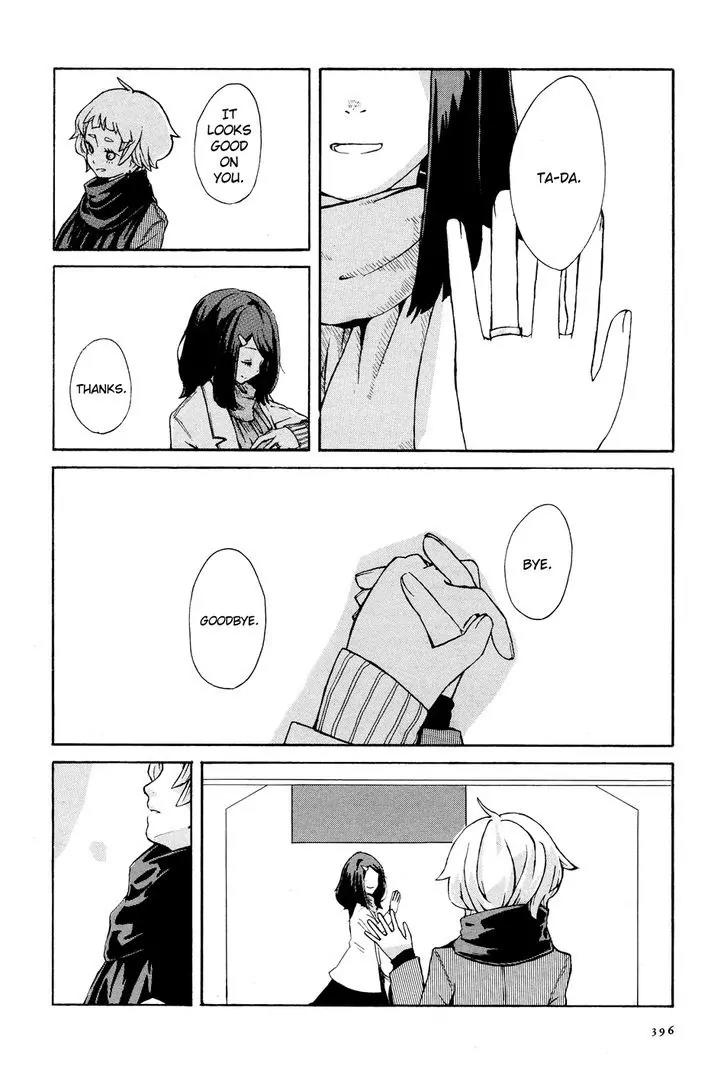 TA-DA.
IT
LOOKS
GOOD
ON
YOU.
THANKS.
BYE.
GOODBYE.
396